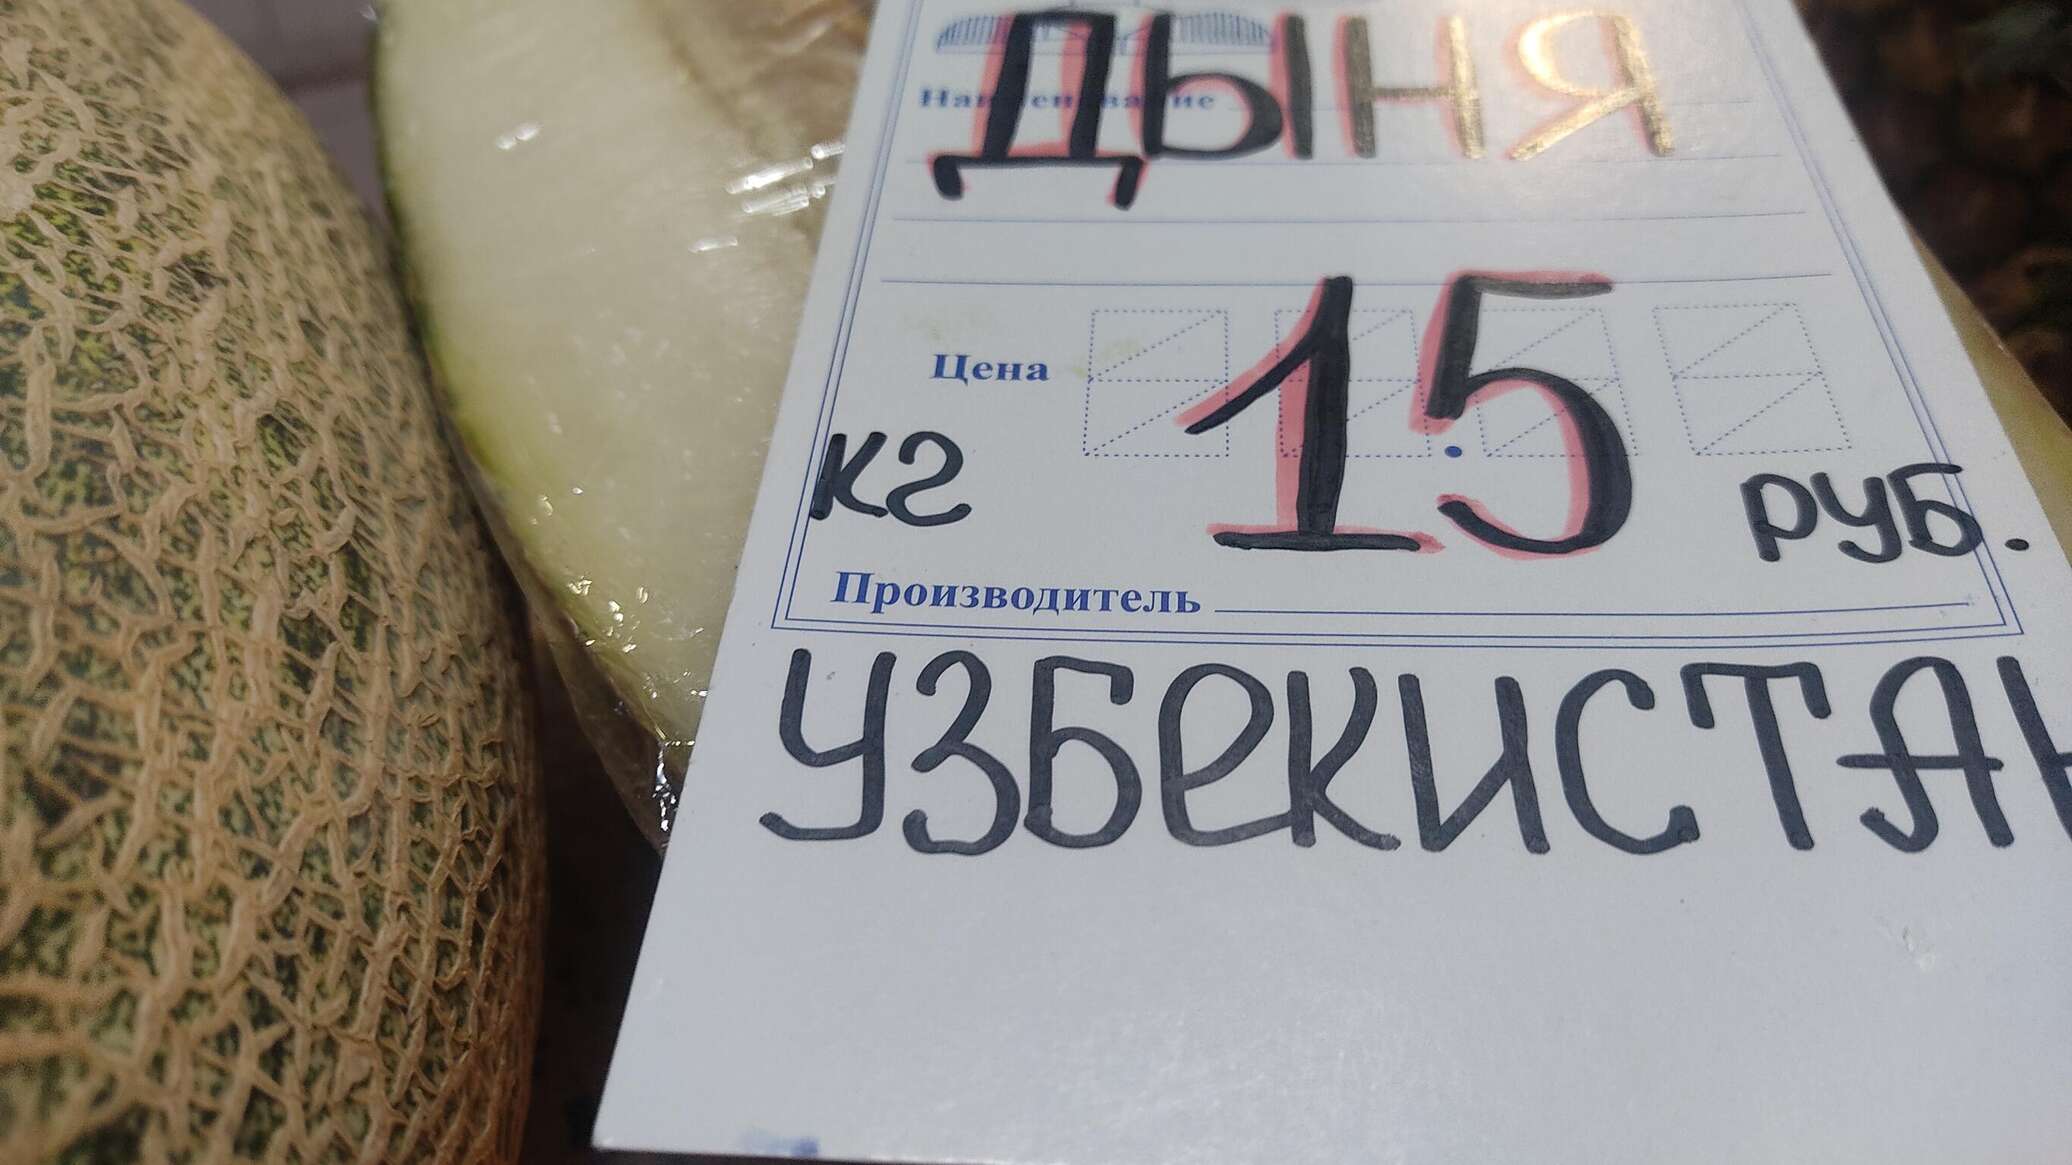 ДЫНЯ
Наименование
Цена
кг 15 руб.
Производитель
УЗБЕКИСТАН